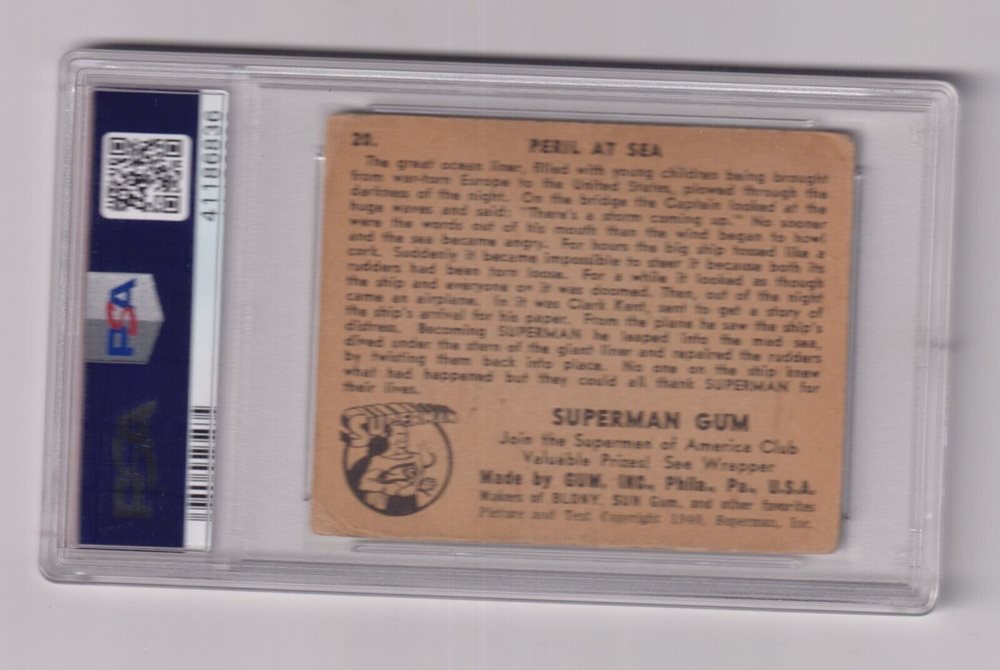 41186836
PSA
PSA
20.
PERIL AT SEA
The great ocean liner, filled with young children being brought
from war-torn Europe to the United States, plowed through the
darkness of the night. On the bridge the Captain looked at the
huge waves and said: "There's a storm coming up." No sooner
were the words out of his mouth than the wind began to howl
and the sea became angry. For hours the big ship tossed like a
cork. Suddenly it became impossible to steer it because both its
rudders had been torn loose. For a while it looked as though
the ship and everyone on it was doomed. Then, out of the night
came an airplane. In it was Clark Kent, sent to get a story of
the ship's arrival for his paper. From the plane he saw the ship's
distress. Becoming SUPERMAN he leaped into the mad sea,
dived under the stern of the giant liner and repaired the rudders
by twisting them back into place. No one on the ship knew
what had happened but they could all thank SUPERMAN for
their lives.
SUPERMAN GUM
Join the Supermen of America Club
Valuable Prizes! See Wrapper
Made by GUM, INC., Phila., Pa., U.S.A.
Makers of BLONY, SUN Gum, and other favorites
Picture and Text Copyright 1940, Superman, Inc.